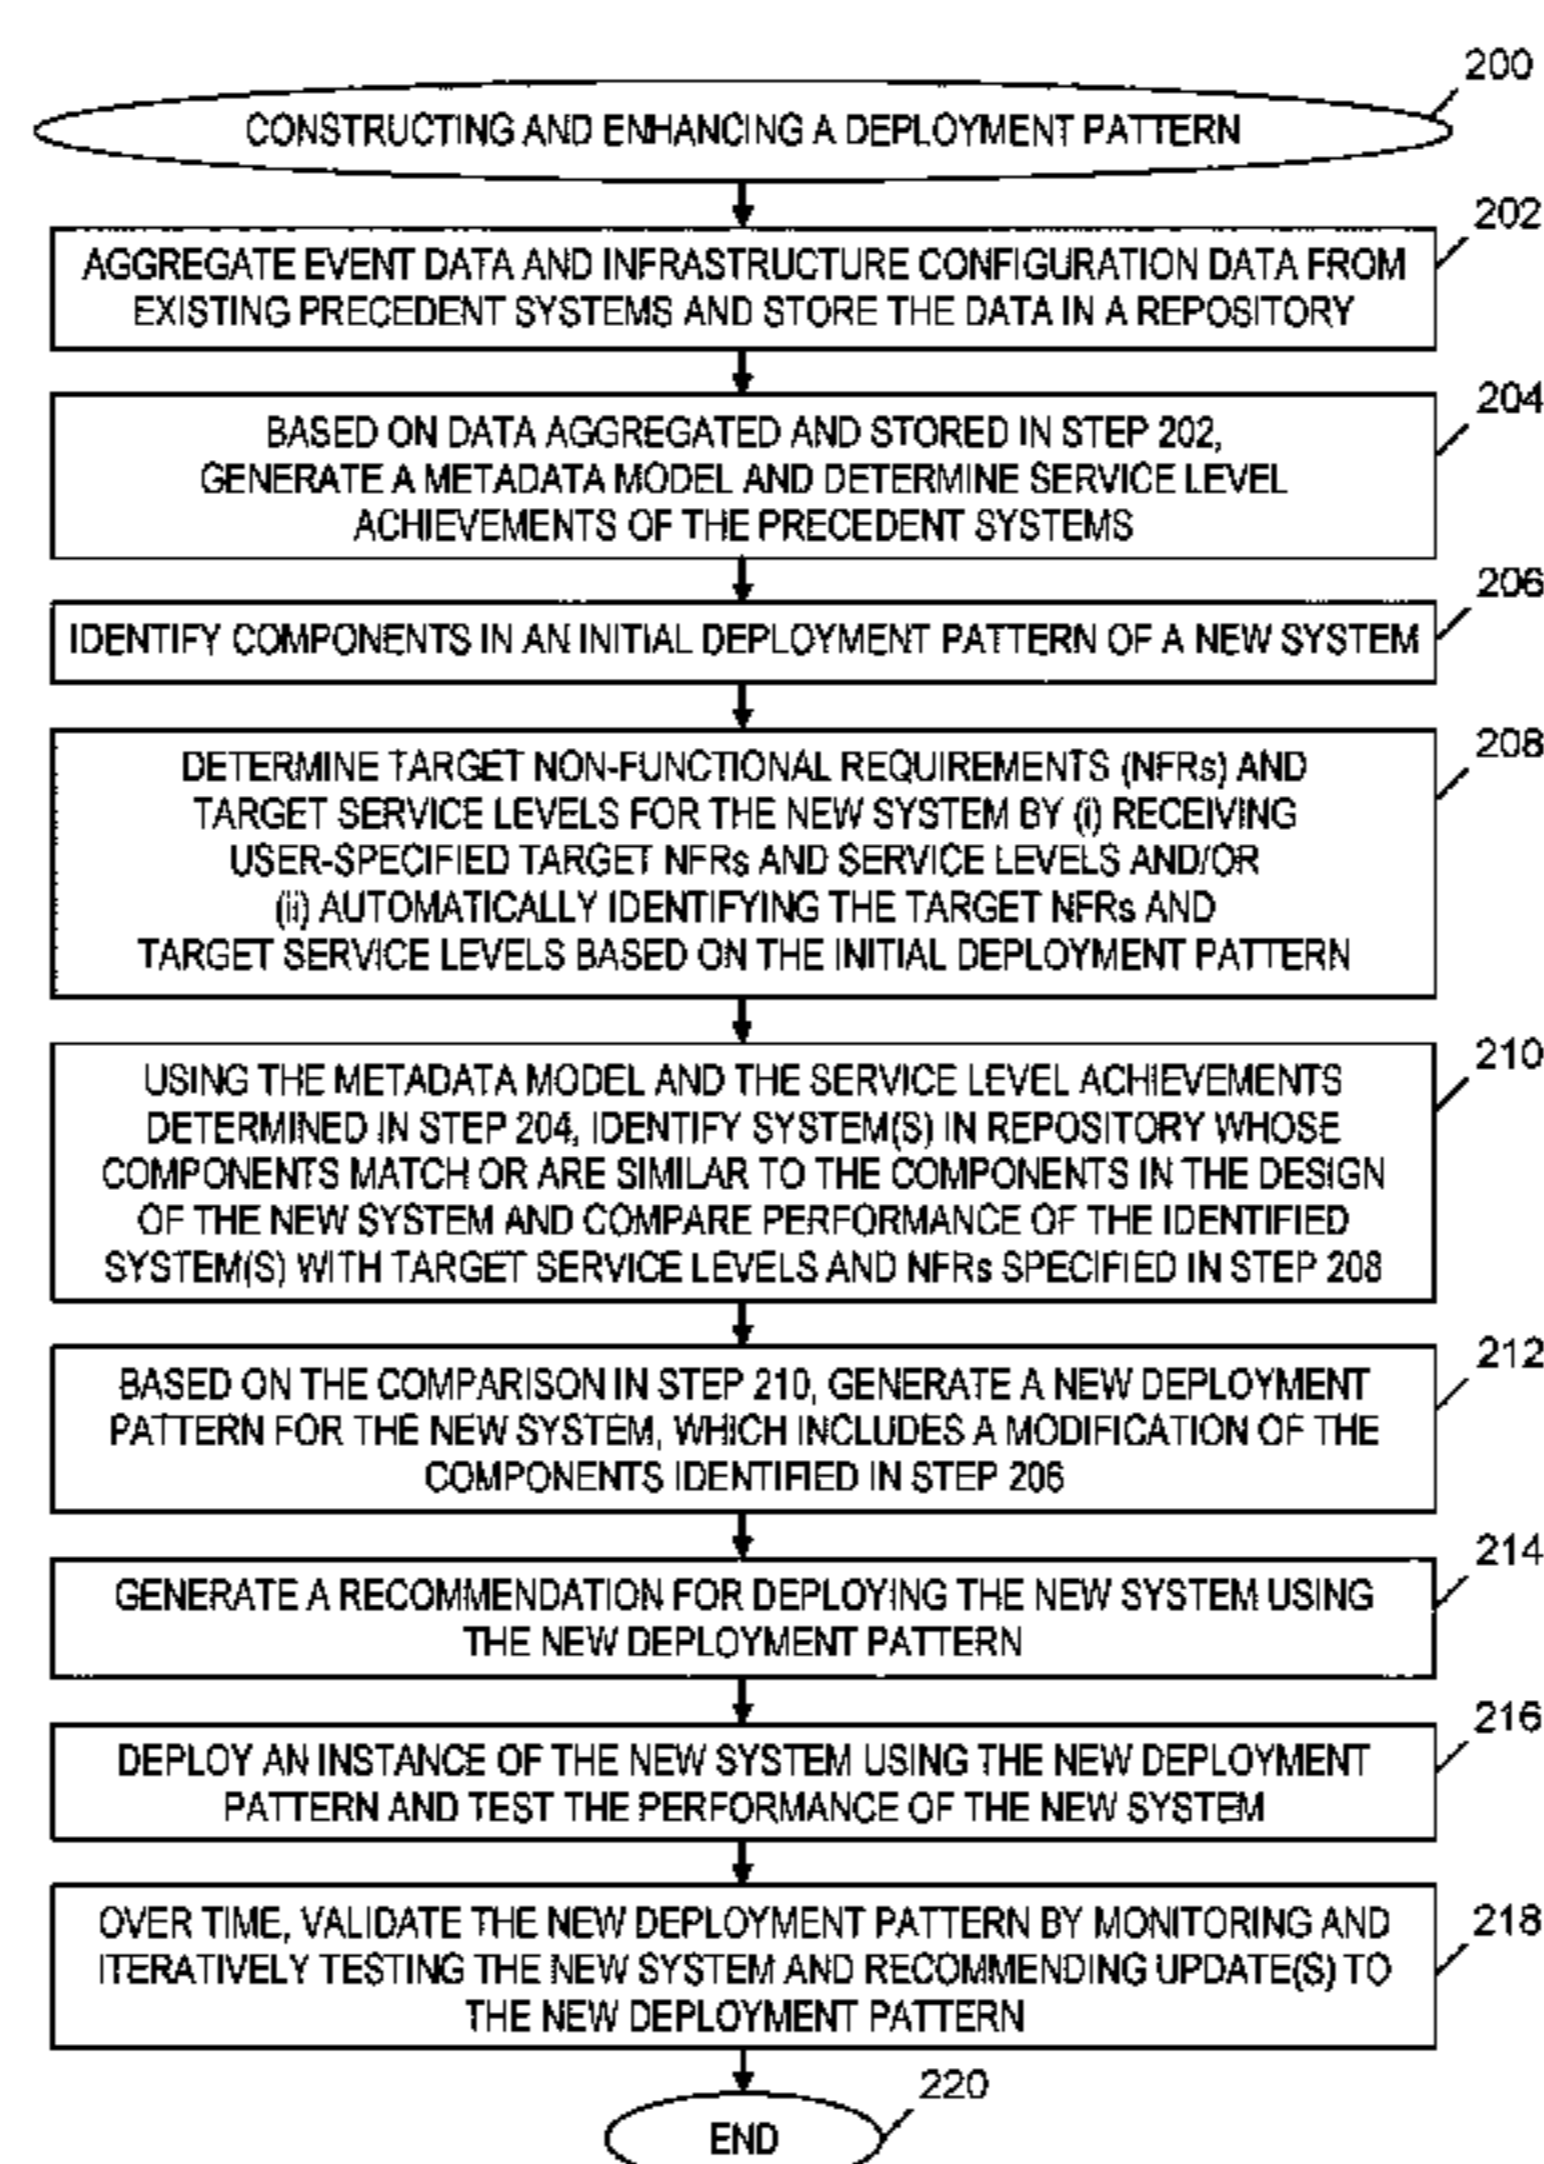 200
CONSTRUCTING AND ENHANCING A DEPLOYMENT PATTERN
202
AGGREGATE EVENT DATA AND INFRASTRUCTURE CONFIGURATION DATA FROM
EXISTING PRECEDENT SYSTEMS AND STORE THE DATA IN A REPOSITORY
204
BASED ON DATA AGGREGATED AND STORED IN STEP 202,
GENERATE A METADATA MODEL AND DETERMINE SERVICE LEVEL
ACHIEVEMENTS OF THE PRECEDENT SYSTEMS
206
IDENTIFY COMPONENTS IN AN INITIAL DEPLOYMENT PATTERN OF A NEW SYSTEM
208
DETERMINE TARGET NON-FUNCTIONAL REQUIREMENTS (NFRs) AND
TARGET SERVICE LEVELS FOR THE NEW SYSTEM BY (i) RECEIVING
USER-SPECIFIED TARGET NFRs AND SERVICE LEVELS AND/OR
(ii) AUTOMATICALLY IDENTIFYING THE TARGET NFRs AND
TARGET SERVICE LEVELS BASED ON THE INITIAL DEPLOYMENT PATTERN
210
USING THE METADATA MODEL AND THE SERVICE LEVEL ACHIEVEMENTS
DETERMINED IN STEP 204, IDENTIFY SYSTEM(S) IN REPOSITORY WHOSE
COMPONENTS MATCH OR ARE SIMILAR TO THE COMPONENTS IN THE DESIGN
OF THE NEW SYSTEM AND COMPARE PERFORMANCE OF THE IDENTIFIED
SYSTEM(S) WITH TARGET SERVICE LEVELS AND NFRs SPECIFIED IN STEP 208
212
BASED ON THE COMPARISON IN STEP 210, GENERATE A NEW DEPLOYMENT
PATTERN FOR THE NEW SYSTEM, WHICH INCLUDES A MODIFICATION OF THE
COMPONENTS IDENTIFIED IN STEP 206
214
GENERATE A RECOMMENDATION FOR DEPLOYING THE NEW SYSTEM USING
THE NEW DEPLOYMENT PATTERN
216
DEPLOY AN INSTANCE OF THE NEW SYSTEM USING THE NEW DEPLOYMENT
PATTERN AND TEST THE PERFORMANCE OF THE NEW SYSTEM
218
OVER TIME, VALIDATE THE NEW DEPLOYMENT PATTERN BY MONITORING AND
ITERATIVELY TESTING THE NEW SYSTEM AND RECOMMENDING UPDATE(S) TO
THE NEW DEPLOYMENT PATTERN
220
END